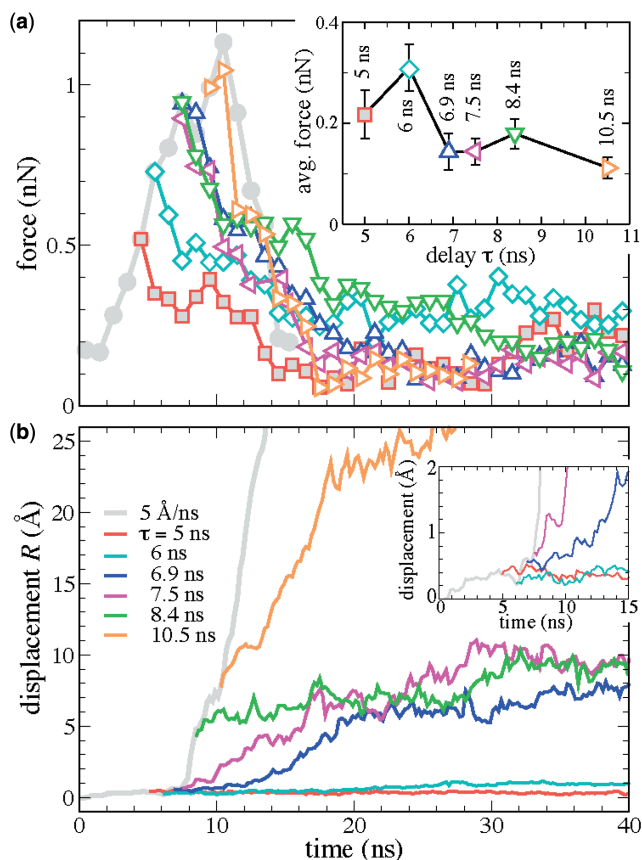 (a)
force (nN)
1
0.5
0
avg. force (nN)
0.4
0.2
0
5 ns
6 ns
6.9 ns
7.5 ns
8.4 ns
10.5 ns
5 6 7 8 9 10 11
delay τ (ns)
(b)
displacement R (Å)
25
20
15
10
5
0
5 Å/ns
τ = 5 ns
6 ns
6.9 ns
7.5 ns
8.4 ns
10.5 ns
displacement (Å)
2
1
0
0 5 10 15
time (ns)
0 10 20 30 40
time (ns)